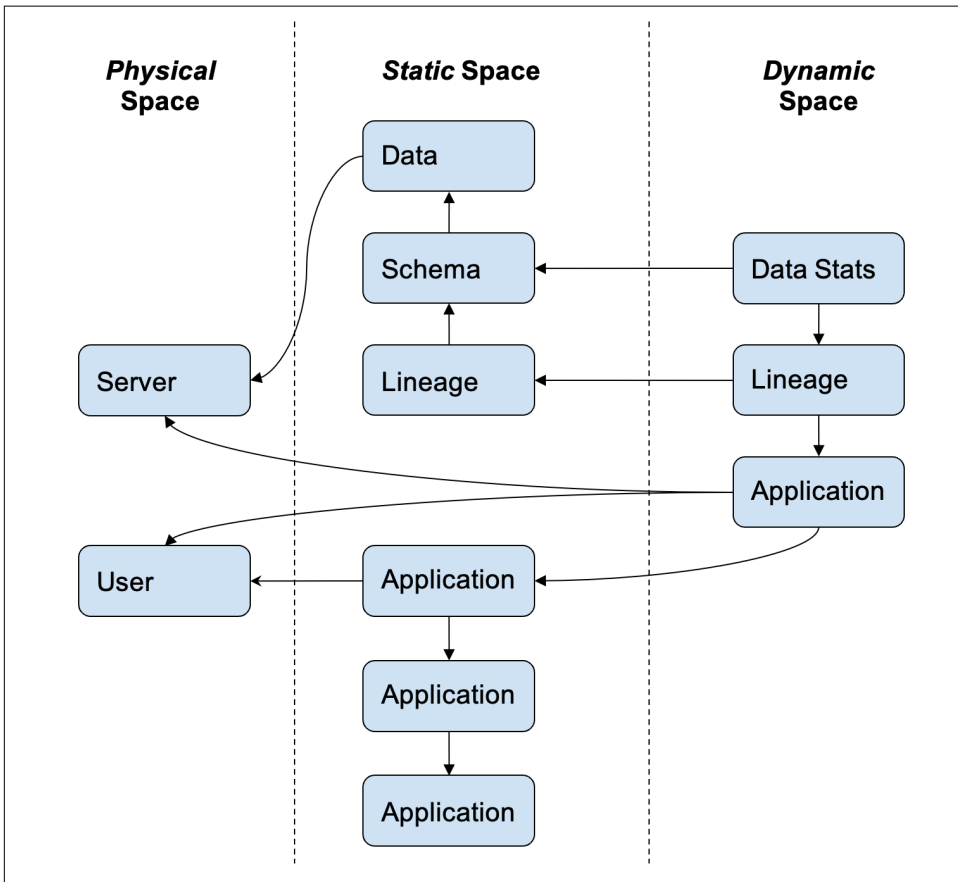 Physical
Space
Static Space
Dynamic
Space
Data
Schema
Data Stats
Server
Lineage
Lineage
Application
User
Application
Application
Application